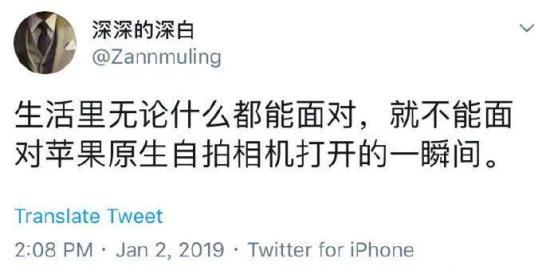 深深的深白
@Zannmuling
生活里无论什么都能面对，就不能面
对苹果原生自拍相机打开的一瞬间。
Translate Tweet
2:08 PM · Jan 2, 2019 · Twitter for iPhone